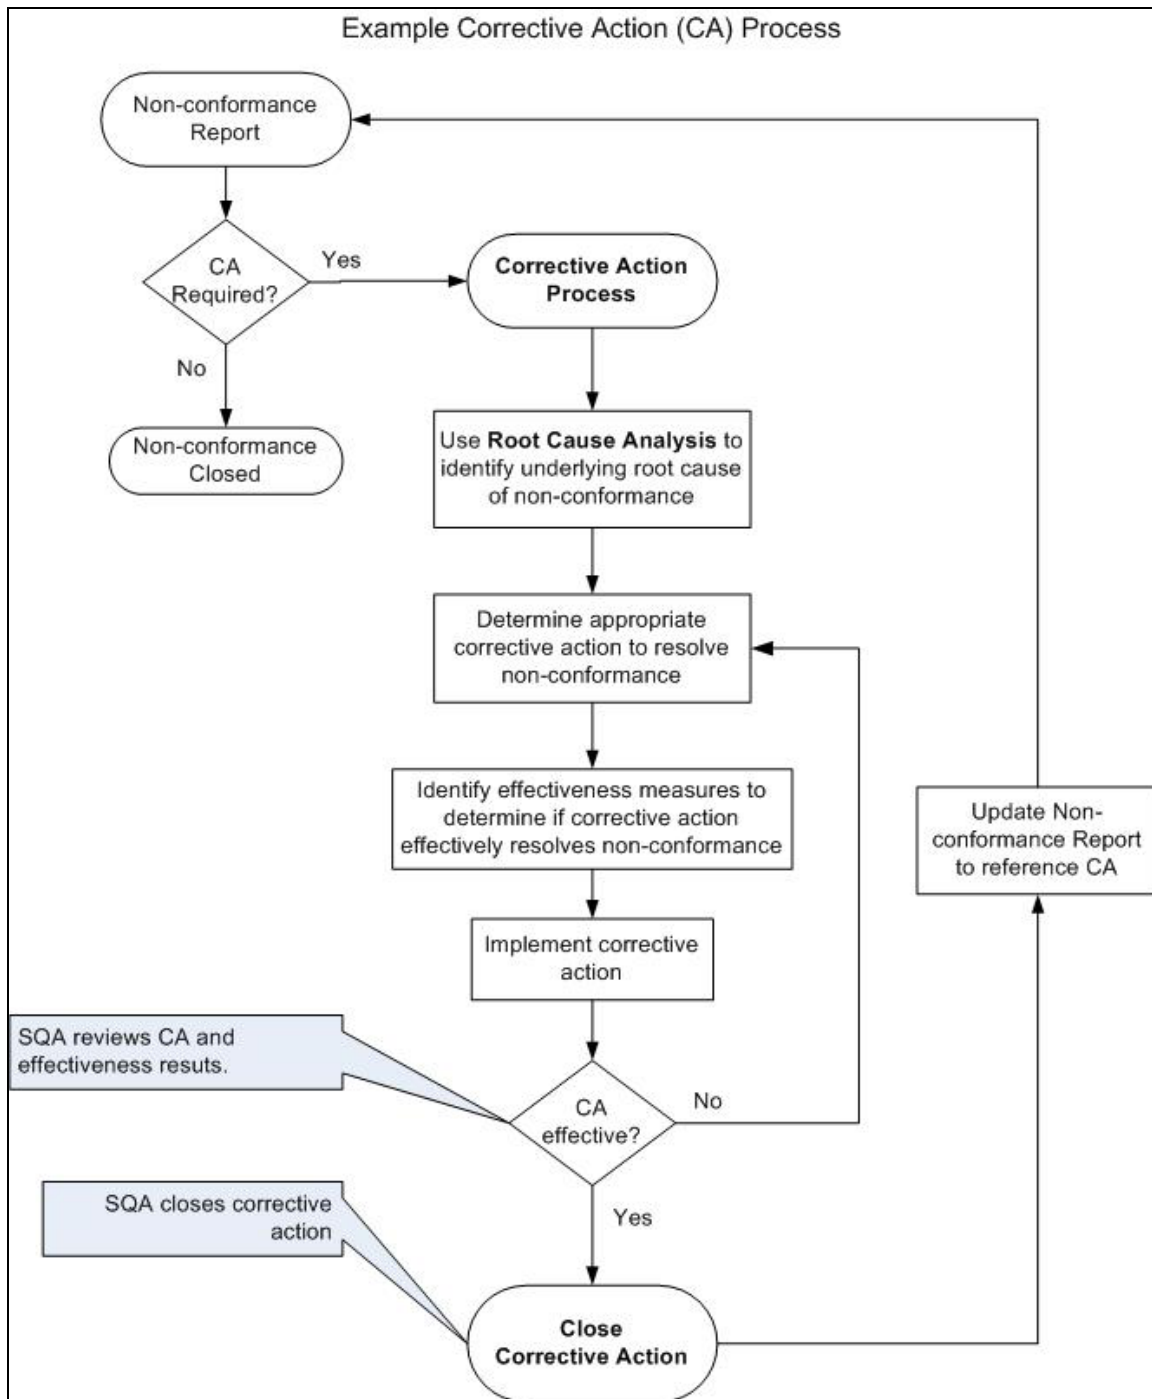 Example Corrective Action (CA) Process
Non-conformance
Report
CA
Required?
Yes
No
Non-conformance
Closed
Corrective Action
Process
Use Root Cause Analysis to
identify underlying root cause
of non-conformance
Determine appropriate
corrective action to resolve
non-conformance
Identify effectiveness measures to
determine if corrective action
effectively resolves non-conformance
Implement corrective
action
SQA reviews CA and
effectiveness resuts.
CA
effective?
No
Yes
SQA closes corrective
action
Close
Corrective Action
Update Non-
conformance Report
to reference CA